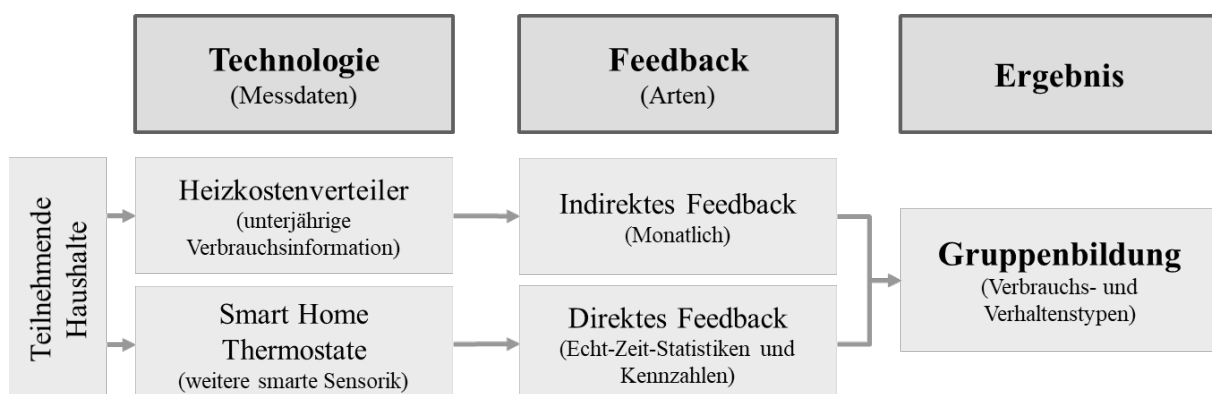 Technologie
(Messdaten)
Feedback
(Arten)
Ergebnis
Teilnehmende
Haushalte
Heizkostenverteiler
(unterjährige
Verbrauchsinformation)
Indirektes Feedback
(Monatlich)
Smart Home
Thermostate
(weitere smarte Sensorik)
Direktes Feedback
(Echt-Zeit-Statistiken und
Kennzahlen)
Gruppenbildung
(Verbrauchs- und
Verhaltenstypen)